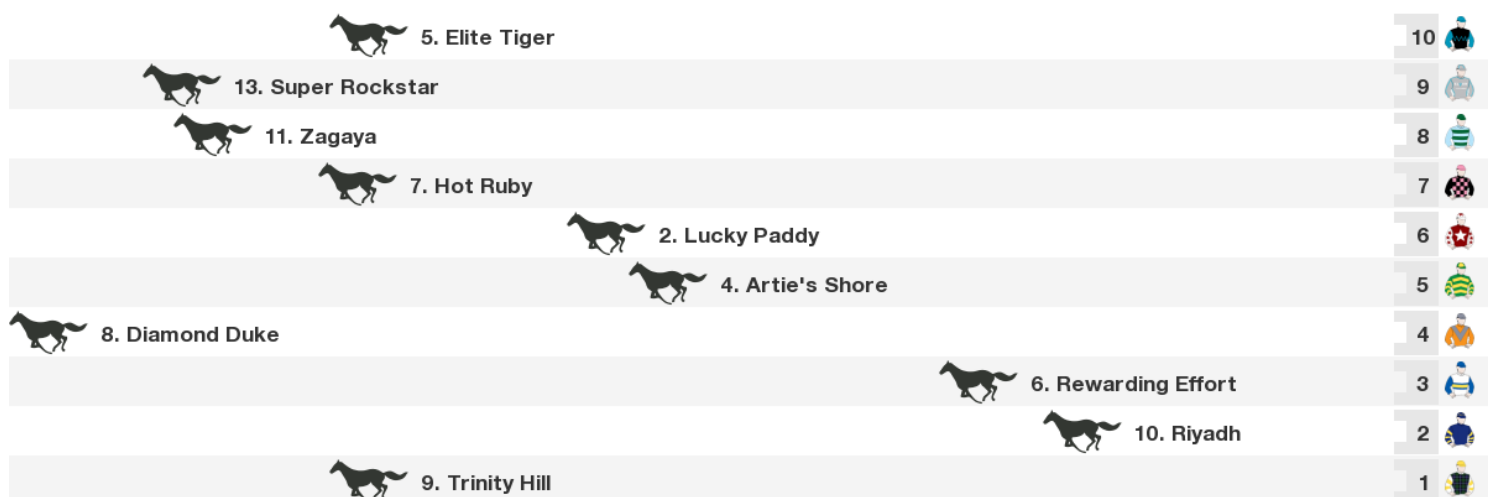 5. Elite Tiger 10
13. Super Rockstar 9
11. Zagaya 8
7. Hot Ruby 7
2. Lucky Paddy 6
4. Artie's Shore 5
8. Diamond Duke 4
6. Rewarding Effort 3
10. Riyadh 2
9. Trinity Hill 1